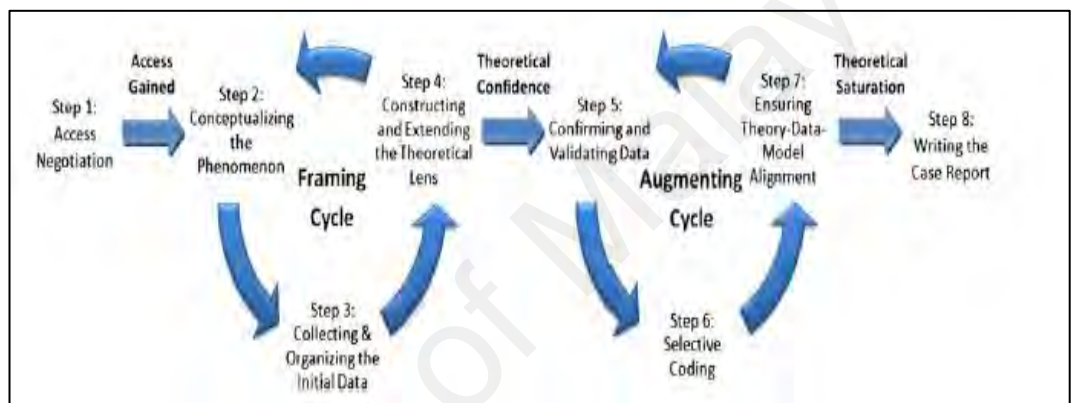 Access
Gained
Step 1:
Access
Negotiation
Step 2:
Conceptualizing
the
Phenomenon
Framing
Cycle
Step 3:
Collecting &
Organizing the
Initial Data
Step 4:
Constructing
and Extending
the Theoretical
Lens
Theoretical
Confidence
Step 5:
Confirming and
Validating Data
Augmenting
Cycle
Step 6:
Selective
Coding
Step 7:
Ensuring
Theory-Data-
Model
Alignment
Theoretical
Saturation
Step 8:
Writing the
Case Report
of Malay